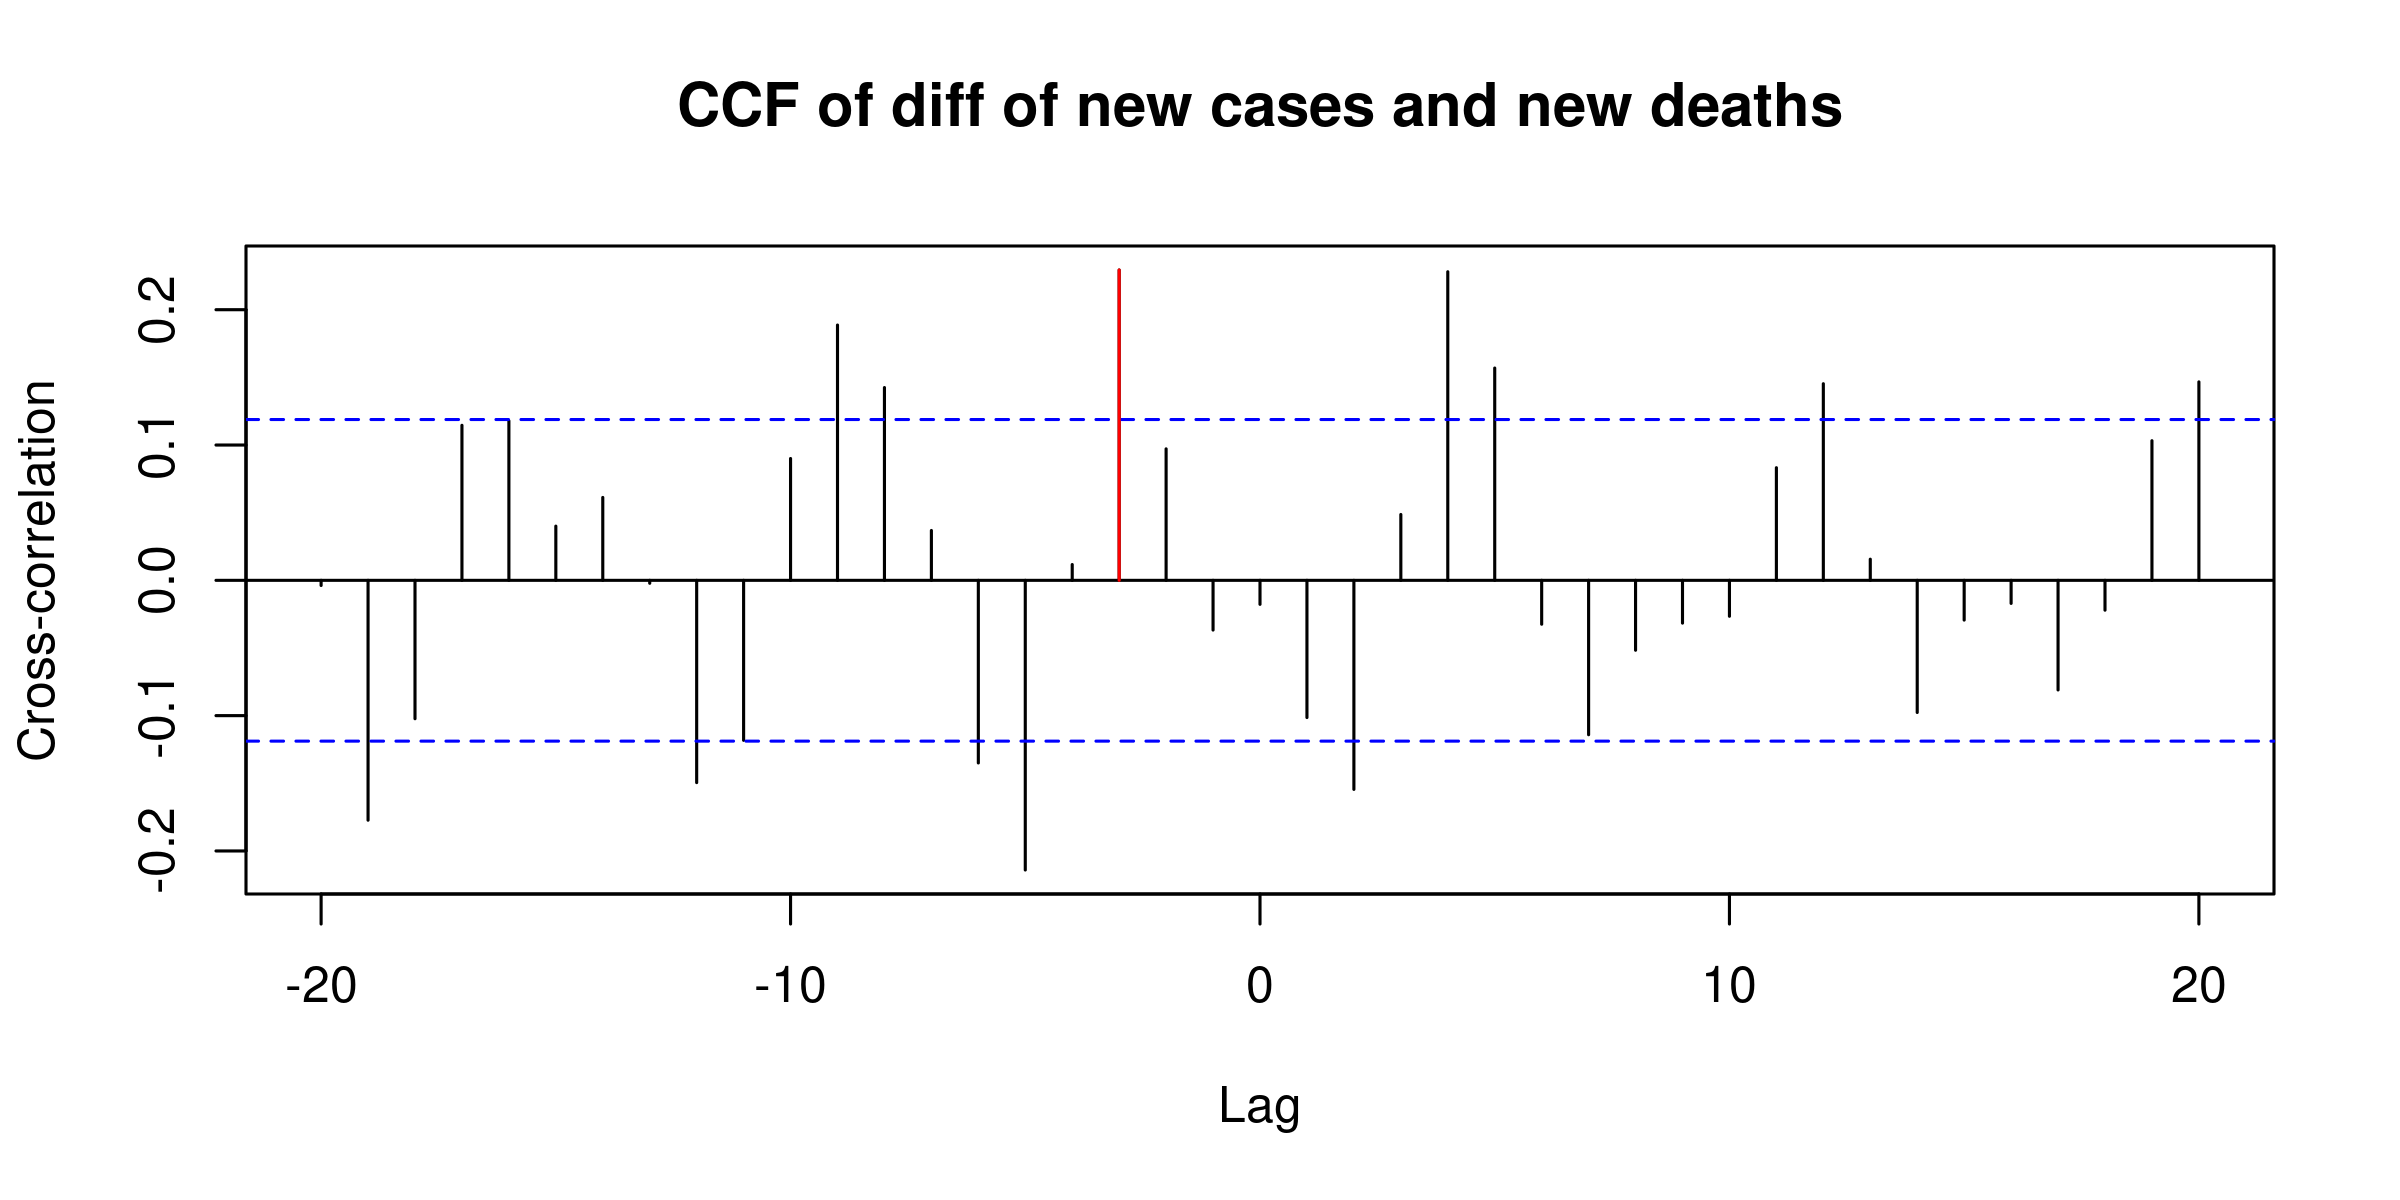 CCF of diff of new cases and new deaths
Cross-correlation
0.2
0.1
0.0
-0.1
-0.2
-20 -10 0 10 20
Lag